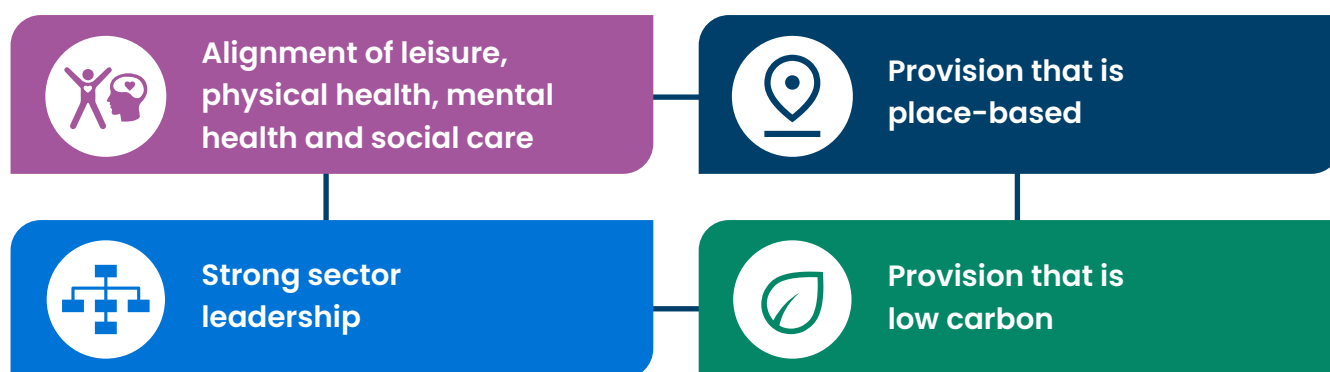 Alignment of leisure,
physical health, mental
health and social care
Provision that is
place-based
Strong sector
leadership
Provision that is
low carbon